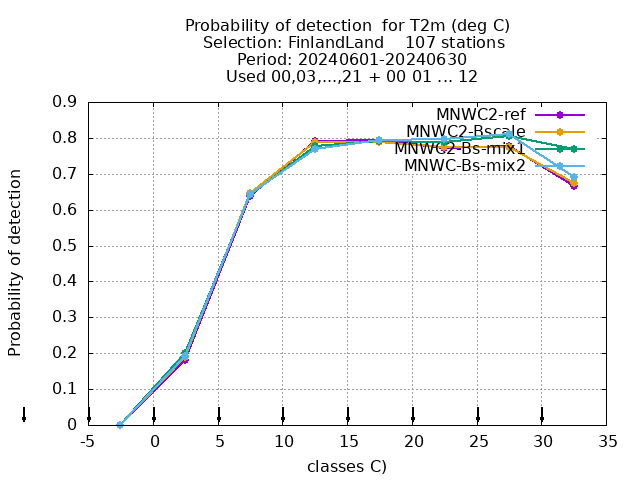 Probability of detection  for T2m (deg C)
Selection: FinlandLand    107 stations
Period: 20240601-20240630
Used 00,03,...,21 + 00 01 ... 12
MNWC2-ref
MNWC2-Bscale
MNWC2-Bs-mix1
MNWC-Bs-mix2
Probability of detection
0.9
0.8
0.7
0.6
0.5
0.4
0.3
0.2
0.1
0
-5 0 5 10 15 20 25 30 35
classes C)